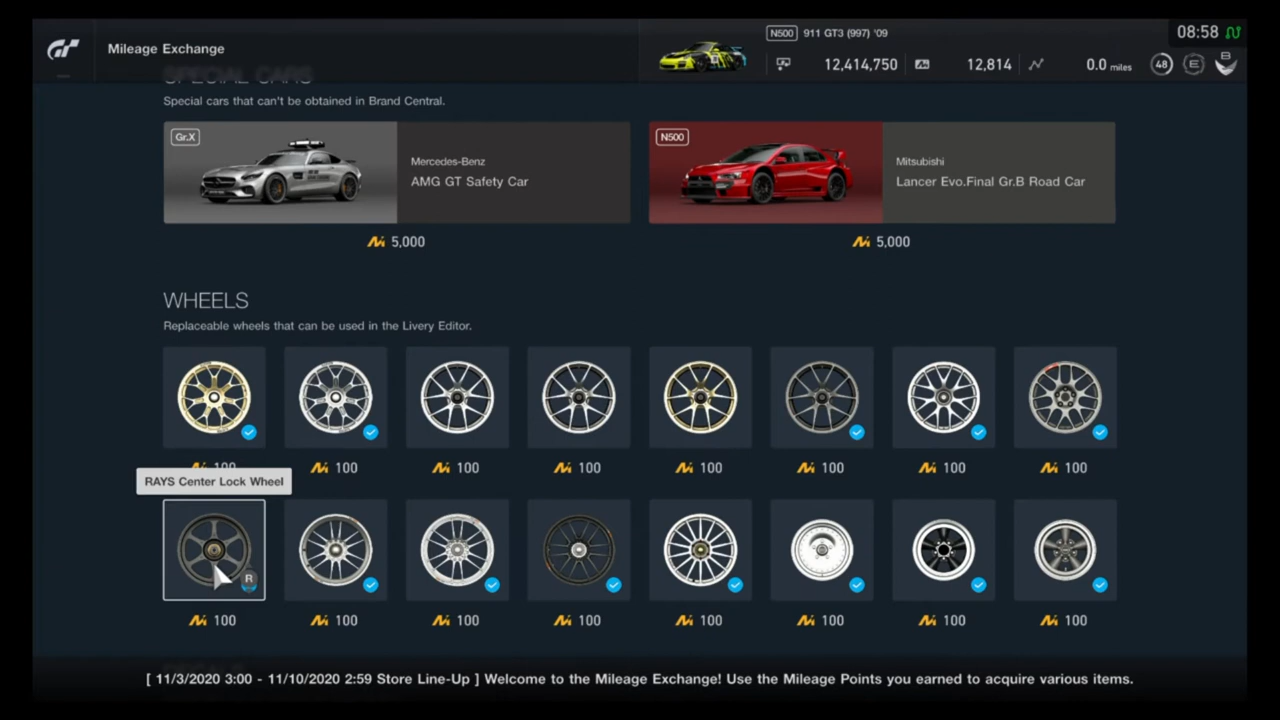 Mileage Exchange
N500 911 GT3 (997) '09
12,414,750 12,814 0.0 miles 48 E B
08:58
SPECIAL CARS
Special cars that can't be obtained in Brand Central.
Gr.X
Mercedes-Benz
AMG GT Safety Car
5,000
N500
Mitsubishi
Lancer Evo.Final Gr.B Road Car
5,000
WHEELS
Replaceable wheels that can be used in the Livery Editor.
100 100 100 100 100 100 100 100
RAYS Center Lock Wheel
R
100 100 100 100 100 100 100 100
[ 11/3/2020 3:00 - 11/10/2020 2:59 Store Line-Up ] Welcome to the Mileage Exchange! Use the Mileage Points you earned to acquire various items.